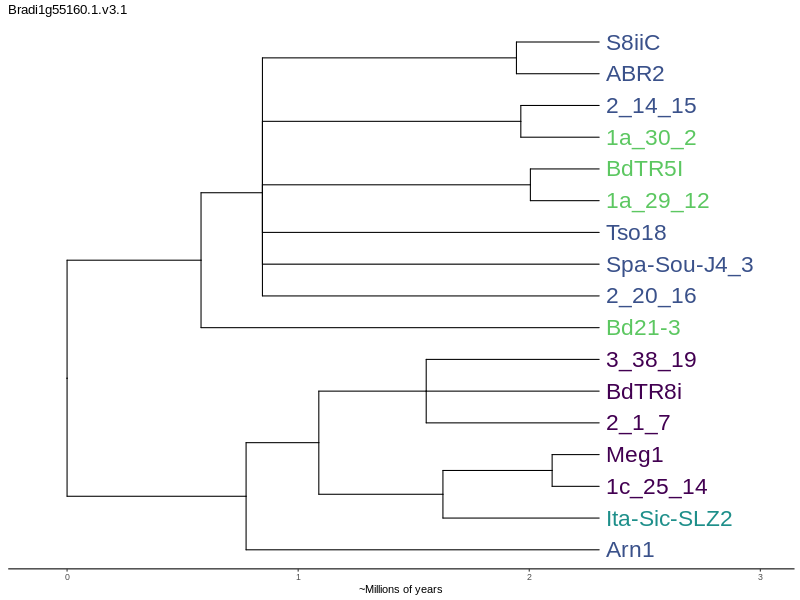 Bradi1g55160.1.v3.1
S8iiC
ABR2
2_14_15
1a_30_2
BdTR5I
1a_29_12
Tso18
Spa-Sou-J4_3
2_20_16
Bd21-3
3_38_19
BdTR8i
2_1_7
Meg1
1c_25_14
Ita-Sic-SLZ2
Arn1
0 1 2 3
~Millions of years